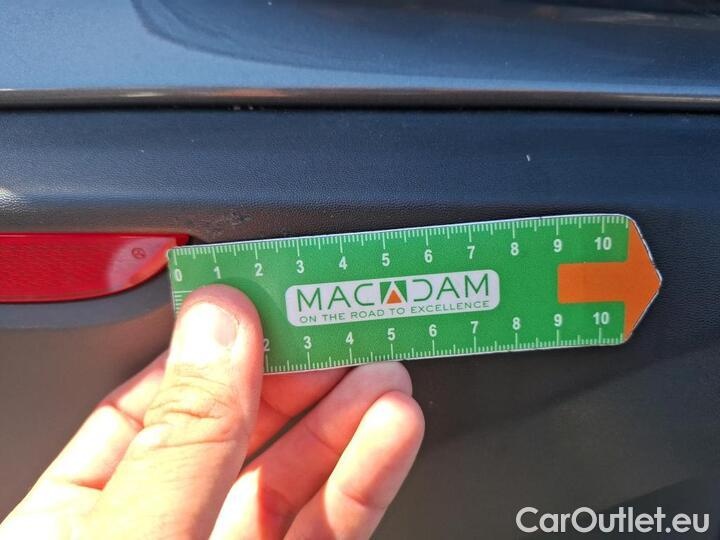 0 1 2 3 4 5 6 7 8 9 10
MACADAM
ON THE ROAD TO EXCELLENCE
2 3 4 5 6 7 8 9 10
CarOutlet.eu